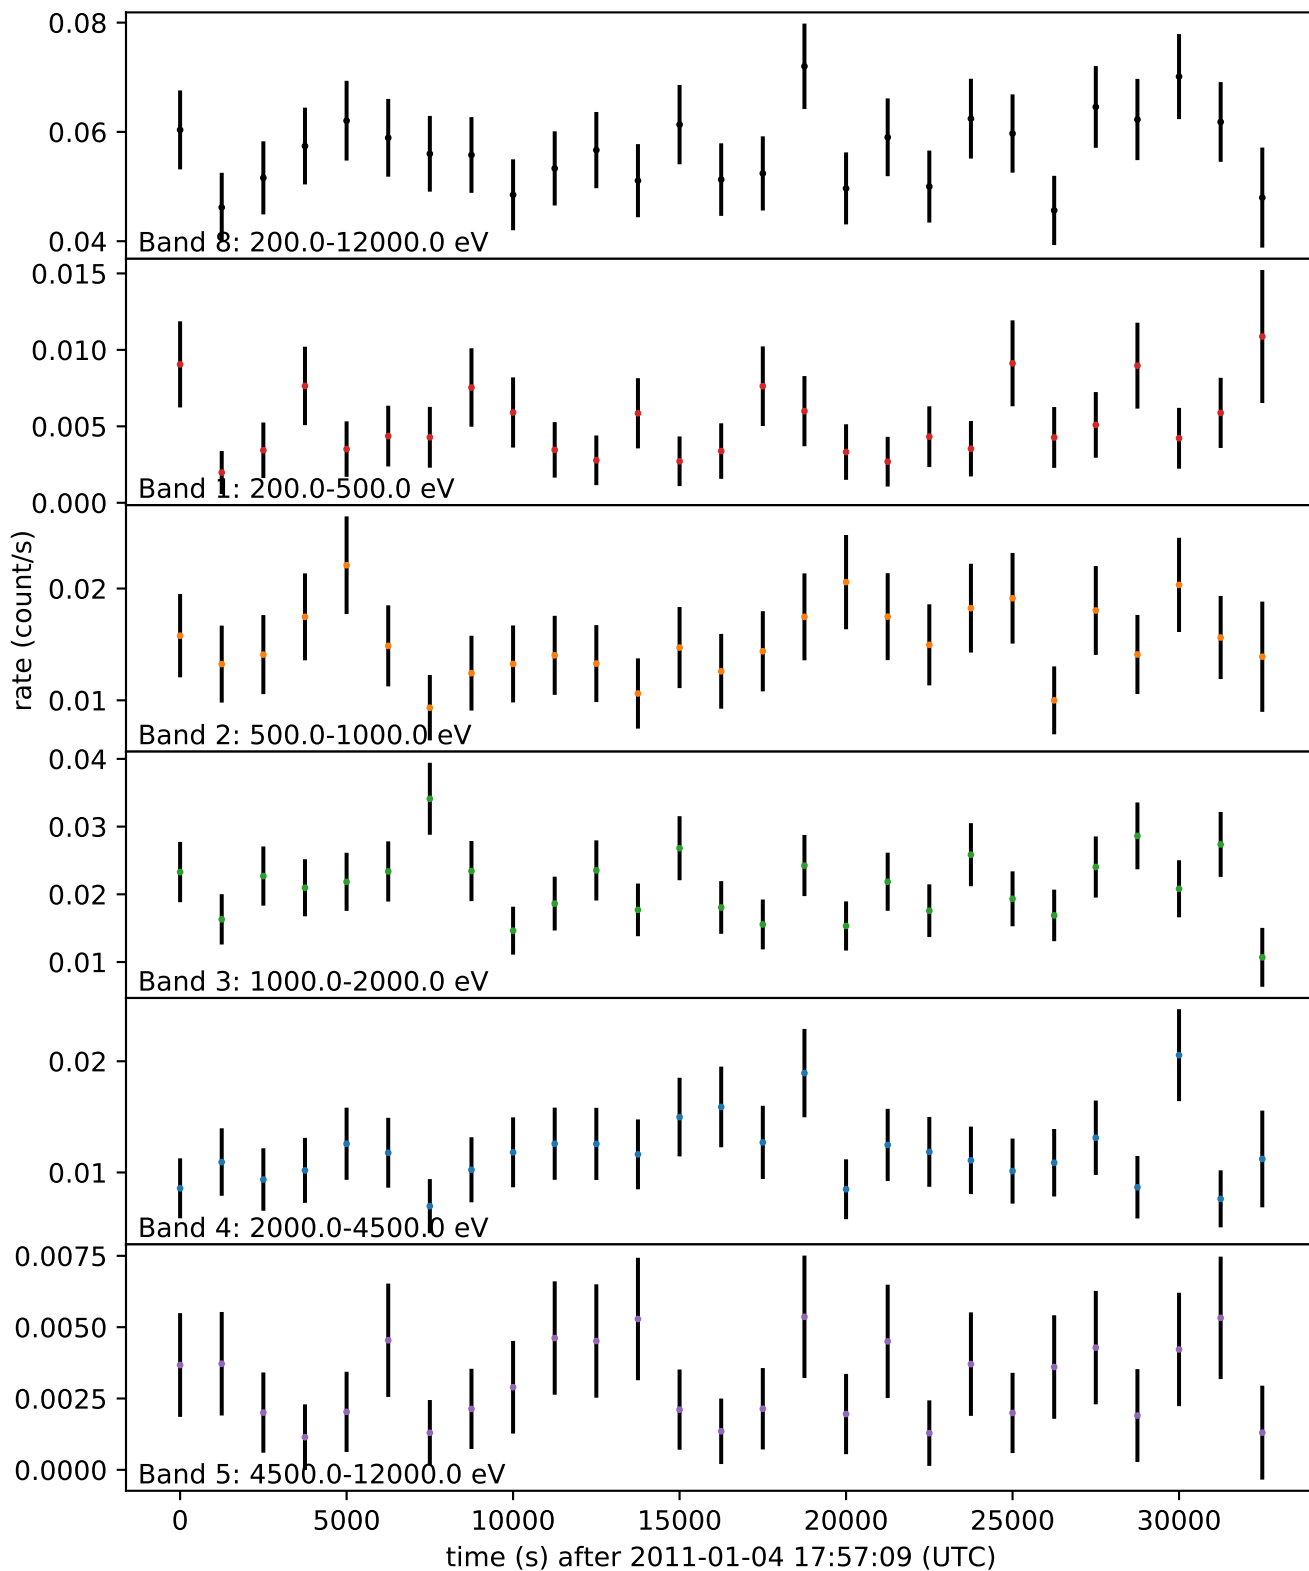 0.08
0.06
0.04
Band 8: 200.0-12000.0 eV
0.015
0.010
0.005
0.000
Band 1: 200.0-500.0 eV
rate (count/s)
0.02
0.01
Band 2: 500.0-1000.0 eV
0.04
0.03
0.02
0.01
Band 3: 1000.0-2000.0 eV
0.02
0.01
Band 4: 2000.0-4500.0 eV
0.0075
0.0050
0.0025
0.0000
Band 5: 4500.0-12000.0 eV
0 5000 10000 15000 20000 25000 30000
time (s) after 2011-01-04 17:57:09 (UTC)